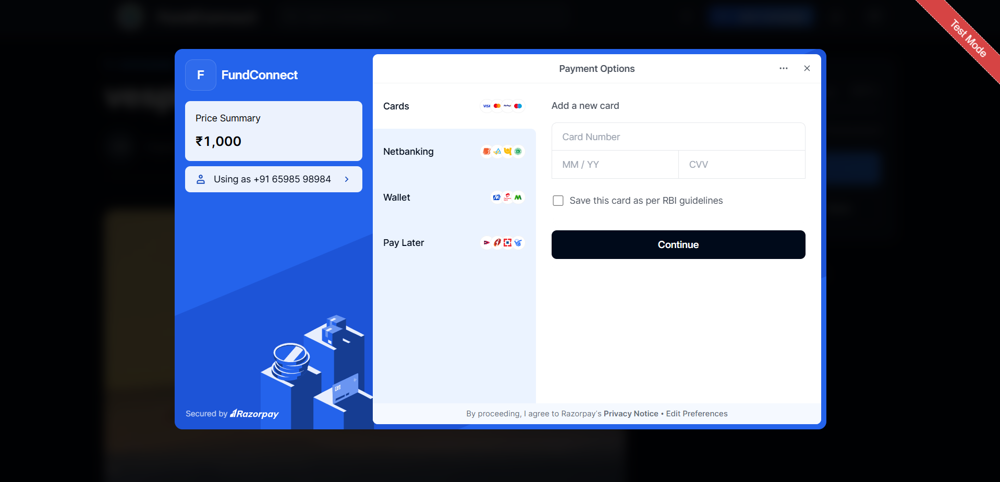 Test Mode
F
FundConnect
Price Summary
₹1,000
Using as +91 65985 98984
Secured by Razorpay
Payment Options
Cards
VISA
RuPay
Netbanking
Wallet
Pay Later
Add a new card
Card Number
MM / YY
CVV
Save this card as per RBI guidelines
Continue
By proceeding, I agree to Razorpay's Privacy Notice • Edit Preferences